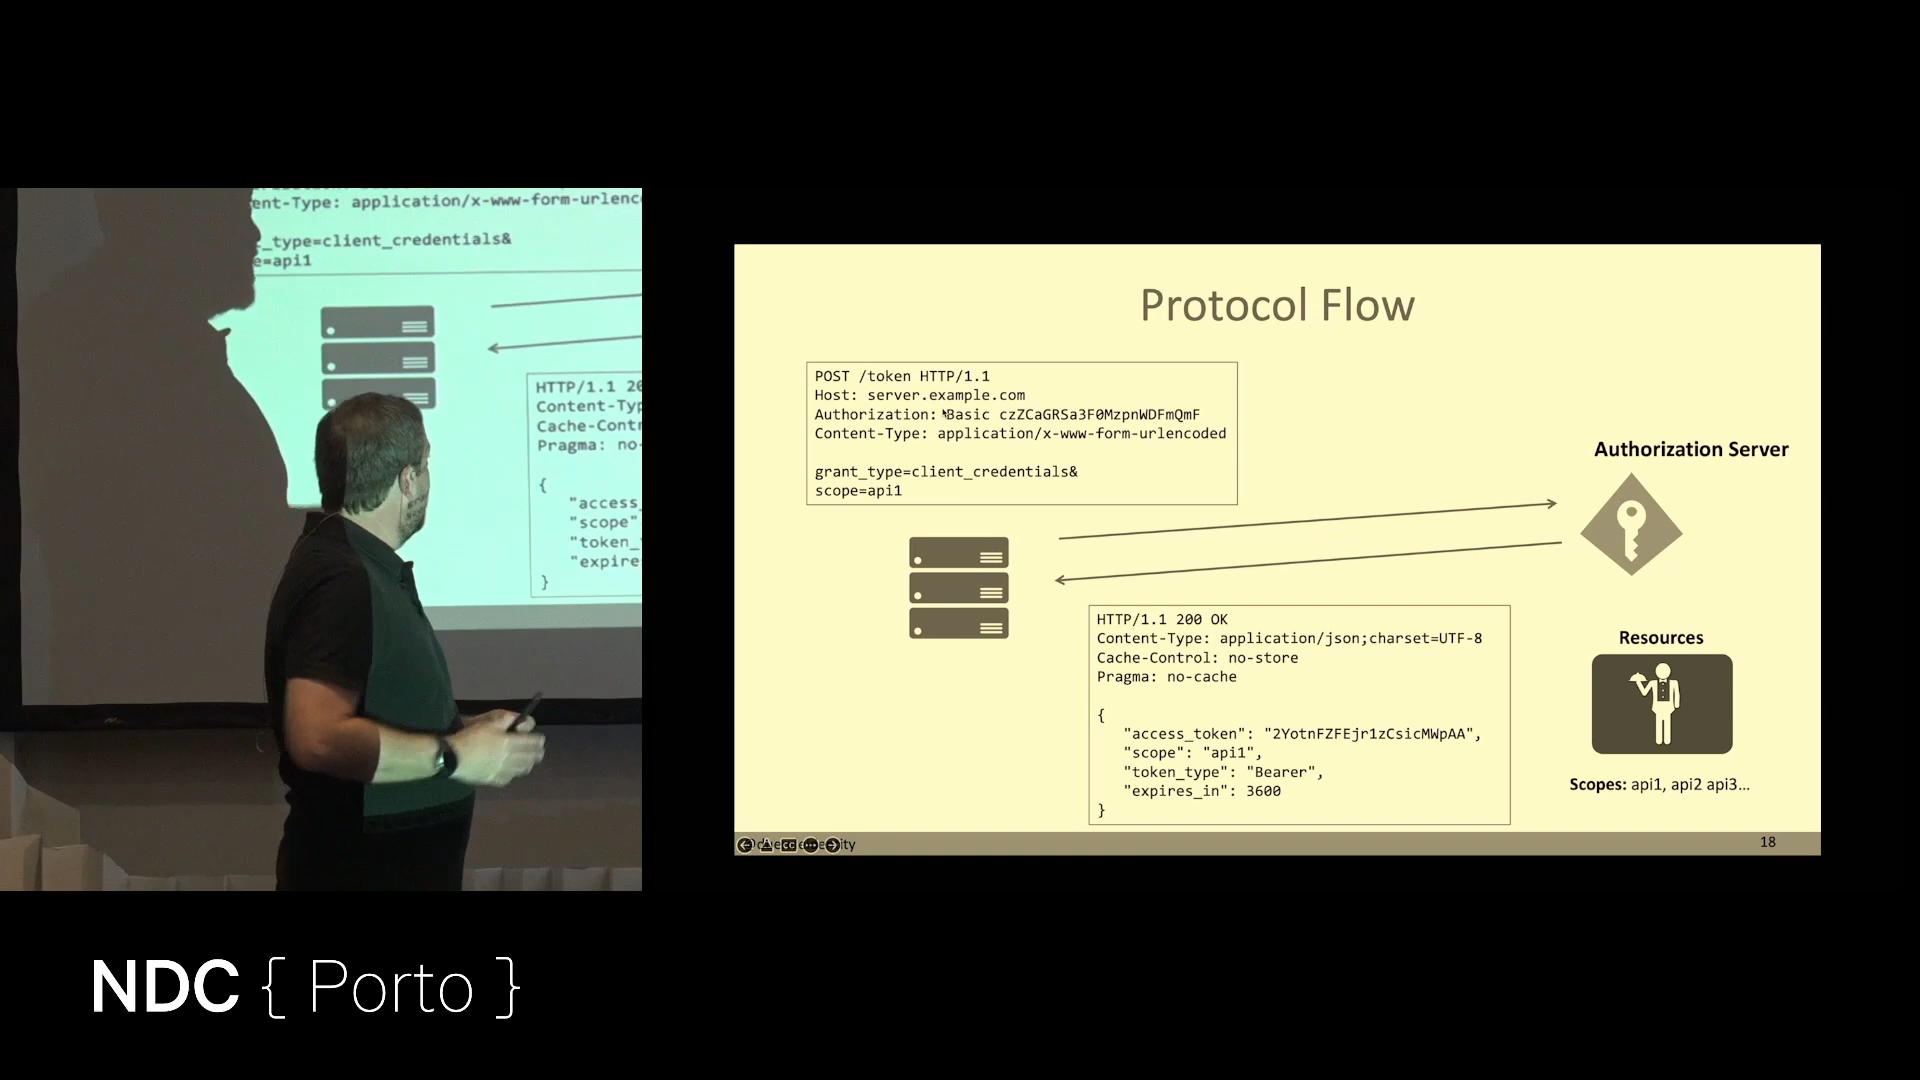 ent-Type: application/x-www-form-urlenc
_type=client_credentials&
e=api1
HTTP/1.1 20
Content-Typ
Cache-Contr
Pragma: no-
{
"access_
"scope"
"token_
"expire
}
Protocol Flow
POST /token HTTP/1.1
Host: server.example.com
Authorization: Basic czZCaGRSa3F0MzpnWDFmQmF
Content-Type: application/x-www-form-urlencoded
grant_type=client_credentials&
scope=api1
Authorization Server
HTTP/1.1 200 OK
Content-Type: application/json;charset=UTF-8
Cache-Control: no-store
Pragma: no-cache
{
"access_token": "2YotnFZFEjr1zCsicMWpAA",
"scope": "api1",
"token_type": "Bearer",
"expires_in": 3600
}
Resources
Scopes: api1, api2 api3...
18
NDC { Porto }